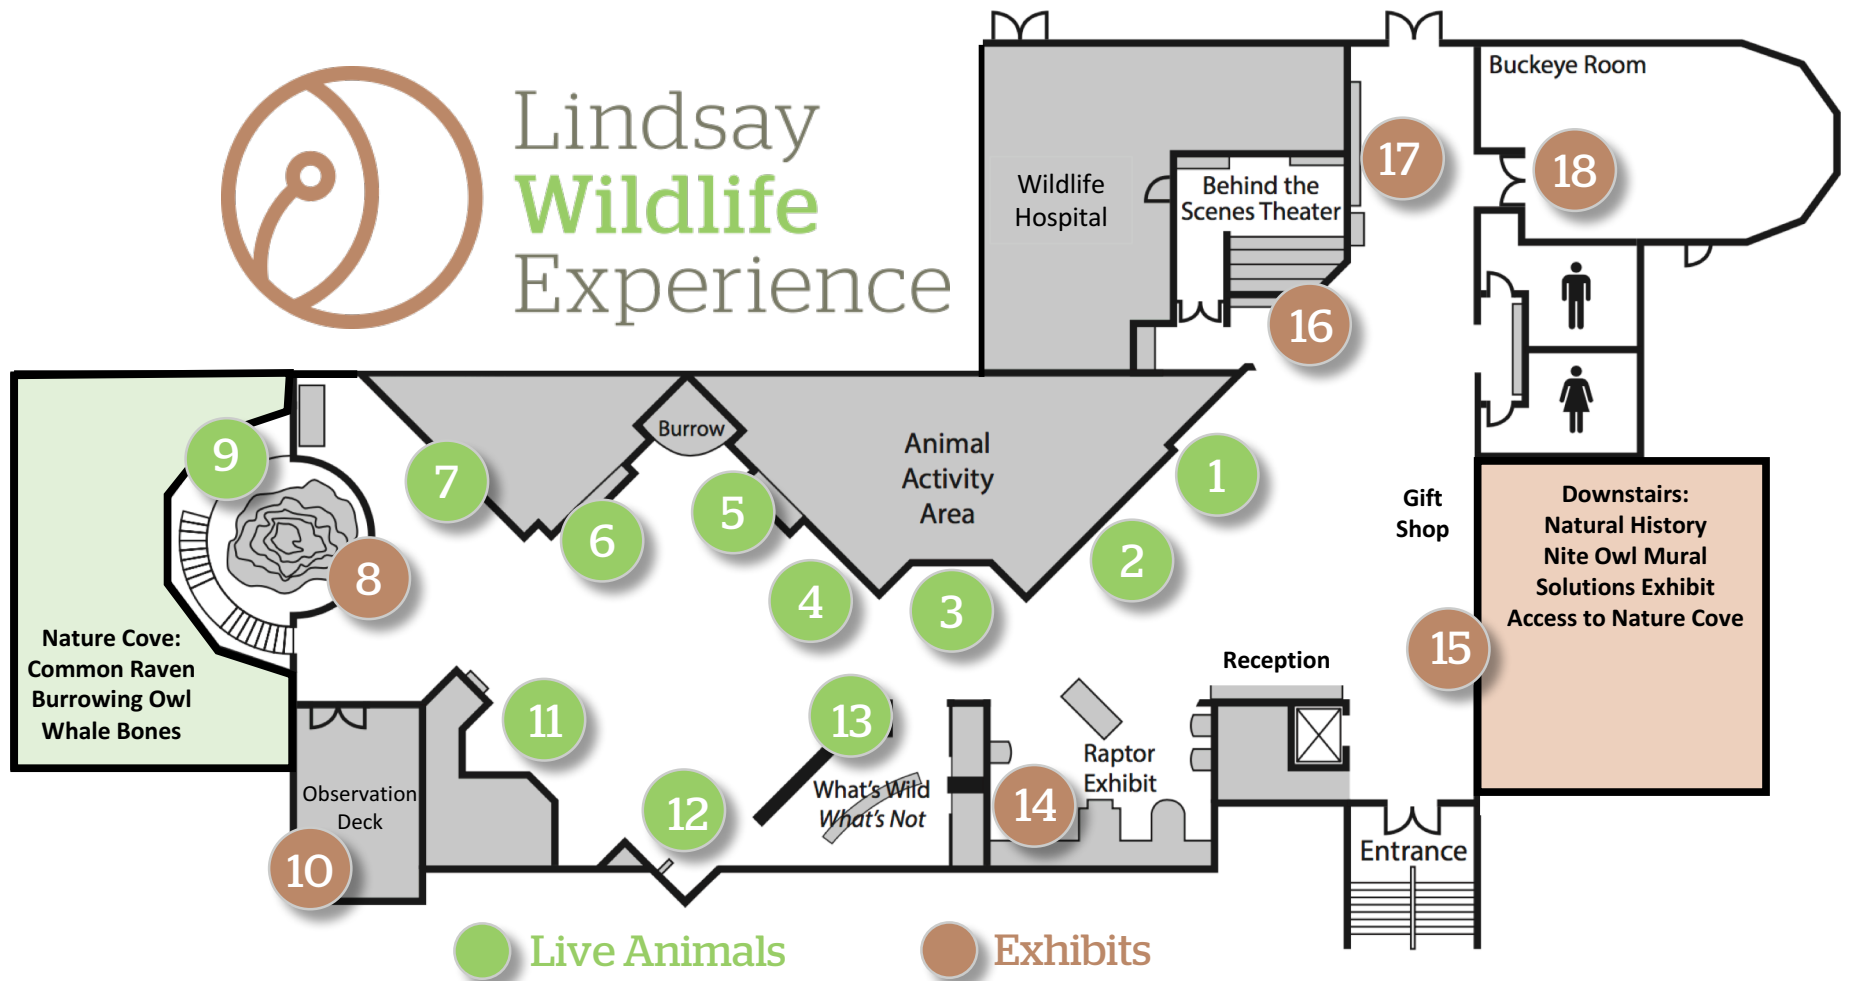 Lindsay
Wildlife
Experience
Buckeye Room
17
18
Wildlife
Hospital
Behind the
Scenes Theater
16
9
7
Burrow
6
5
4
Animal
Activity
Area
3
2
1
Gift
Shop
Downstairs:
Natural History
Nite Owl Mural
Solutions Exhibit
Access to Nature Cove
8
Nature Cove:
Common Raven
Burrowing Owl
Whale Bones
15
Reception
11
13
Raptor
Exhibit
What's Wild
What's Not
14
12
Observation
Deck
10
Entrance
Live Animals
Exhibits